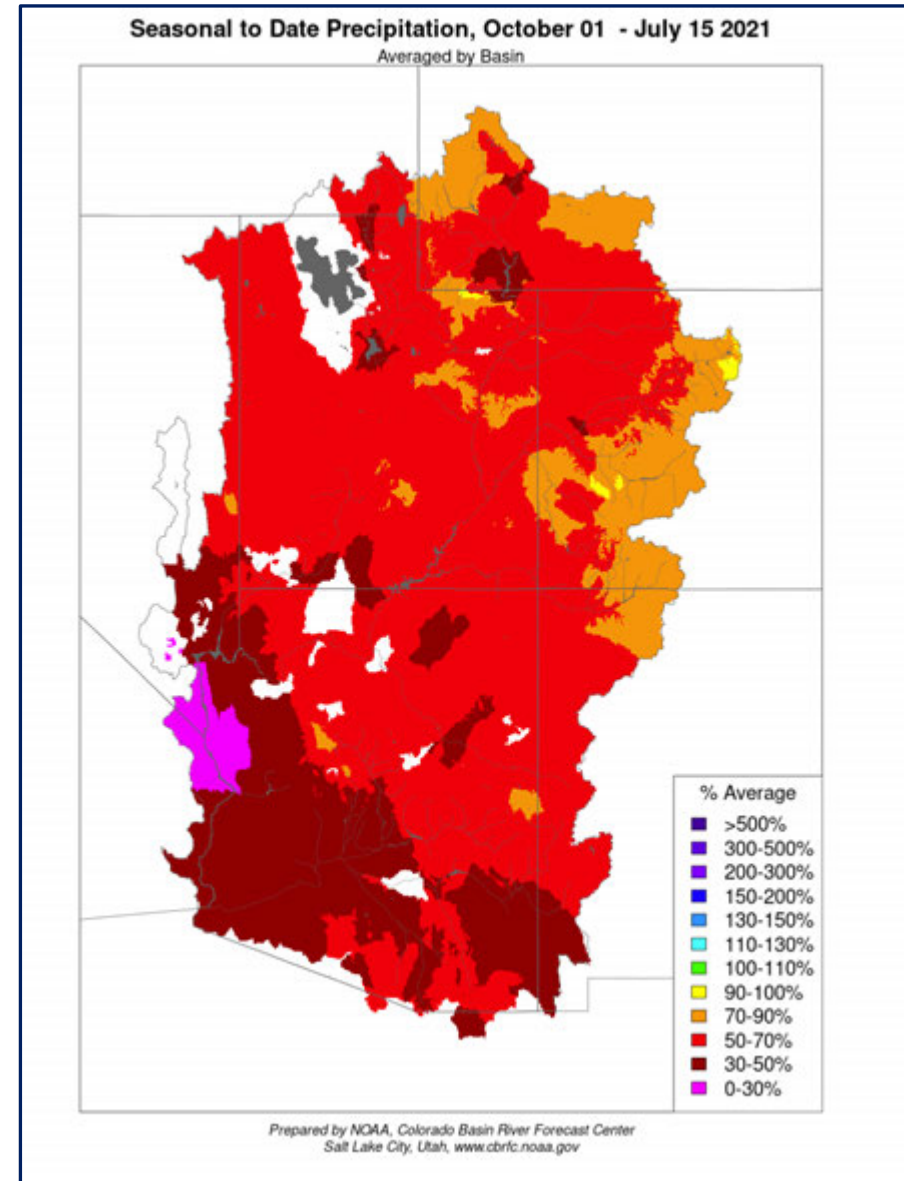 Seasonal to Date Precipitation, October 01 - July 15 2021
Averaged by Basin
% Average
>500%
300-500%
200-300%
150-200%
130-150%
110-130%
100-110%
90-100%
70-90%
50-70%
30-50%
0-30%
Prepared by NOAA, Colorado Basin River Forecast Center
Salt Lake City, Utah, www.cbrfc.noaa.gov